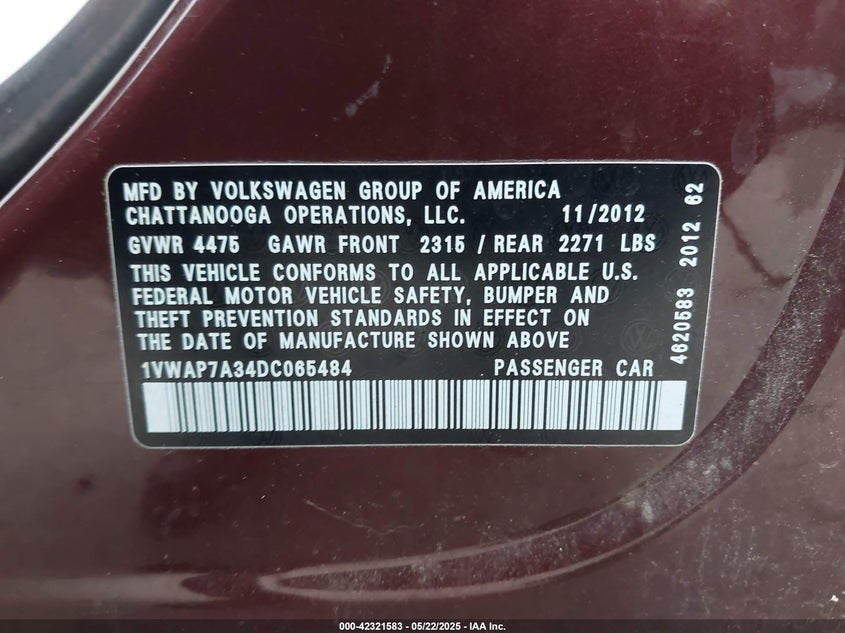 MFD BY VOLKSWAGEN GROUP OF AMERICA
CHATTANOOGA OPERATIONS, LLC. 11/2012
GVWR 4475 GAWR FRONT 2315 / REAR 2271 LBS
THIS VEHICLE CONFORMS TO ALL APPLICABLE U.S.
FEDERAL MOTOR VEHICLE SAFETY, BUMPER AND
THEFT PREVENTION STANDARDS IN EFFECT ON
THE DATE OF MANUFACTURE SHOWN ABOVE
1VWAP7A34DC065484 PASSENGER CAR
4620583 2012 62
000-42321583 - 05/22/2025 - IAA Inc.